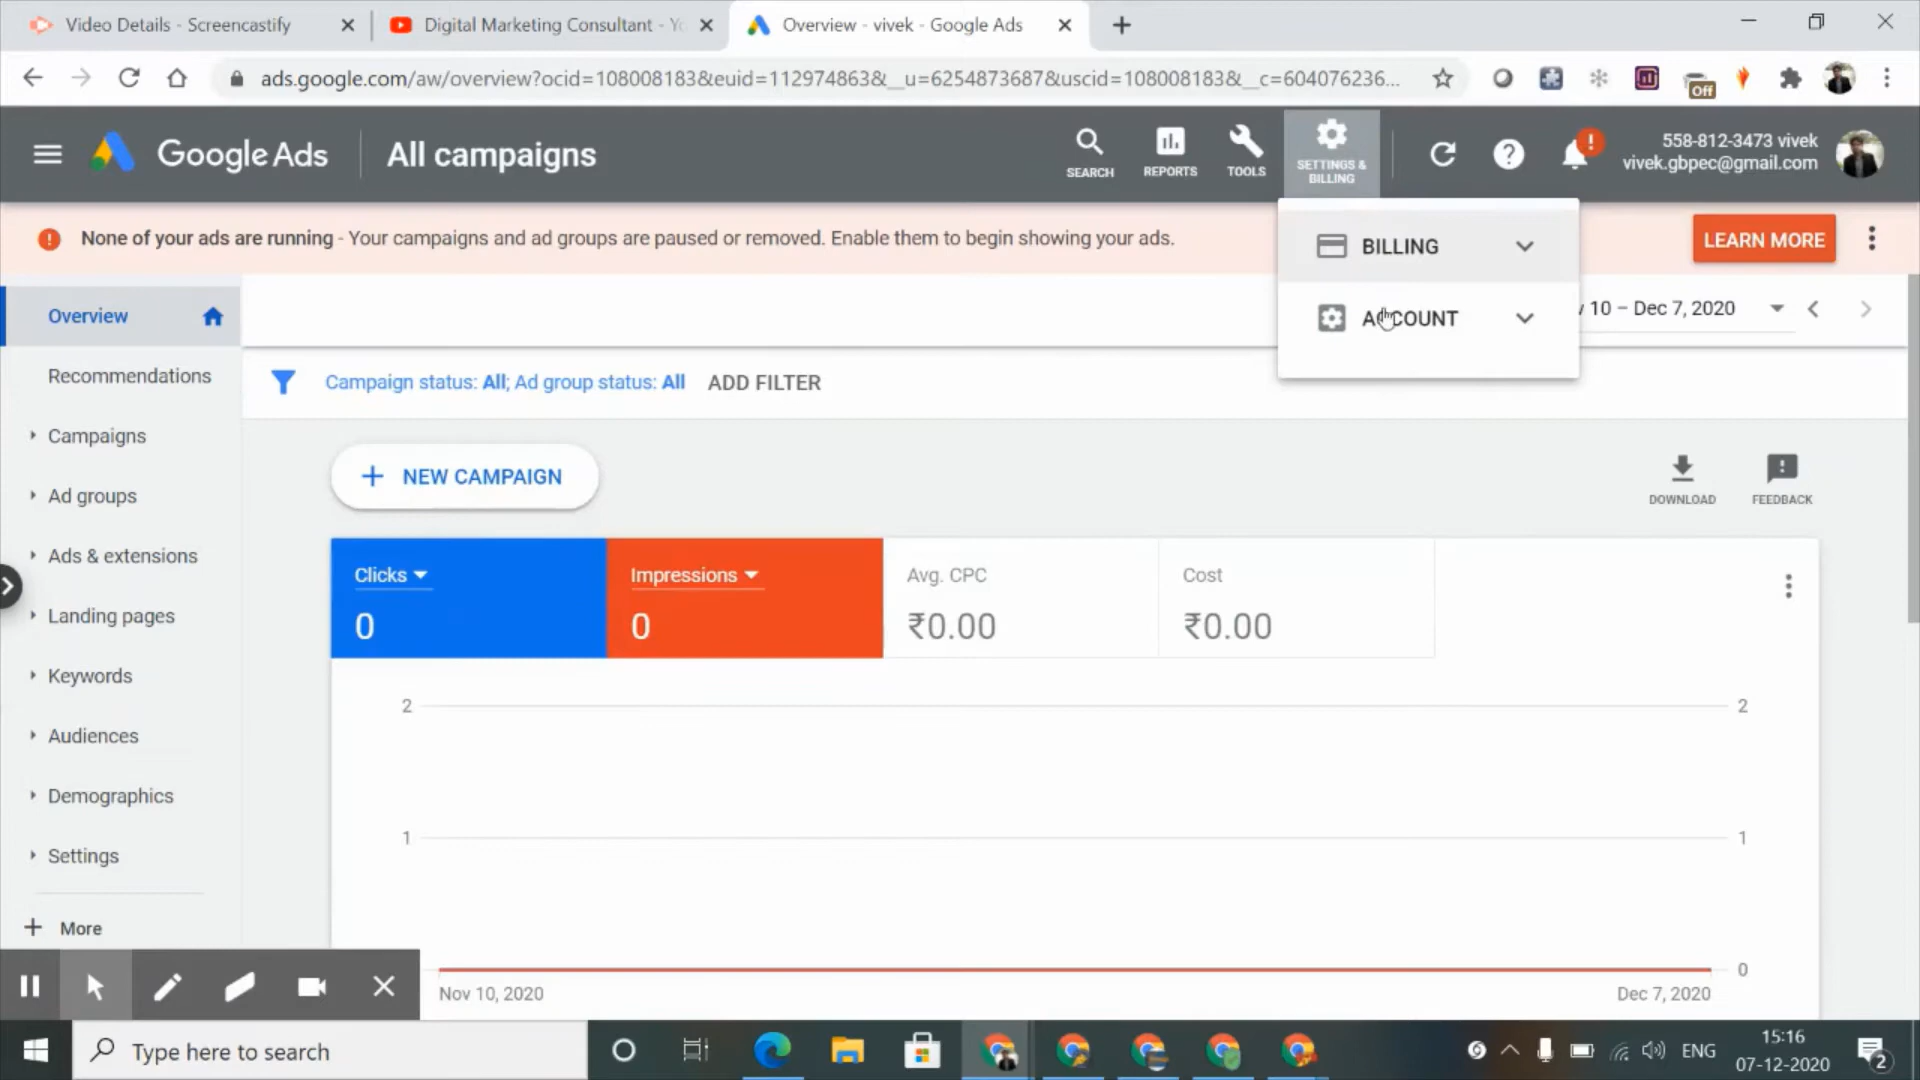 Video Details - Screencastify
Digital Marketing Consultant - Yo
Overview - vivek - Google Ads
ads.google.com/aw/overview?ocid=108008183&euid=112974863&__u=6254873687&uscid=108008183&__c=604076236...
Off
Google Ads
All campaigns
SEARCH
REPORTS
TOOLS
SETTINGS &
BILLING
!
558-812-3473 vivek
vivek.gbpec@gmail.com
None of your ads are running - Your campaigns and ad groups are paused or removed. Enable them to begin showing your ads.
LEARN MORE
BILLING
ACCOUNT
10 – Dec 7, 2020
Overview
Recommendations
Campaigns
Ad groups
Ads & extensions
Landing pages
Keywords
Audiences
Demographics
Settings
More
Campaign status: All; Ad group status: All
ADD FILTER
NEW CAMPAIGN
DOWNLOAD
FEEDBACK
Clicks
0
Impressions
0
Avg. CPC
₹0.00
Cost
₹0.00
2
2
1
1
0
Nov 10, 2020
Dec 7, 2020
Type here to search
ENG
15:16
07-12-2020
2